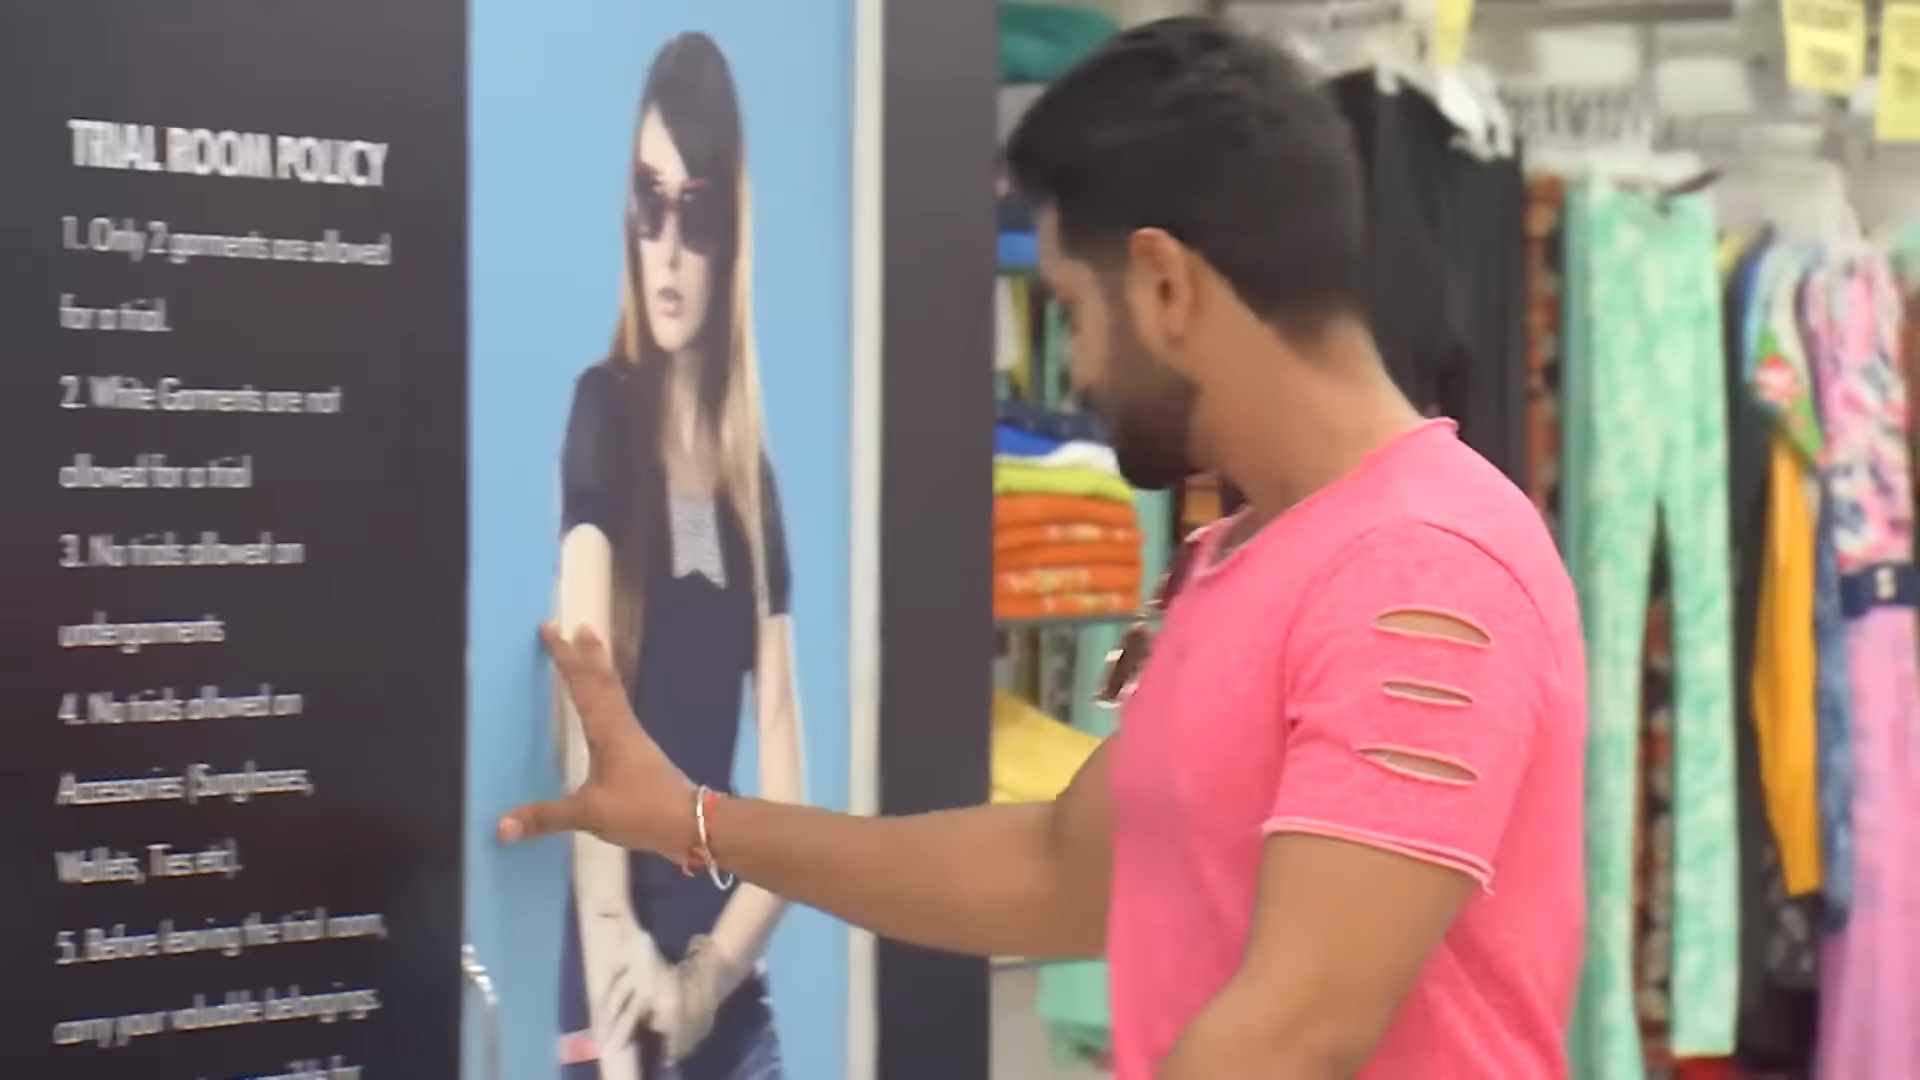 TRIAL ROOM POLICY
1. Only 2 garments are allowed
for a trial.
2. White Garments are not
allowed for a trial
3. No trials allowed on
undergarments
4. No trials allowed on
Accessories (Sunglasses,
Wallets, Ties etc).
5. Before leaving the trial room,
carry your valuable belongings.